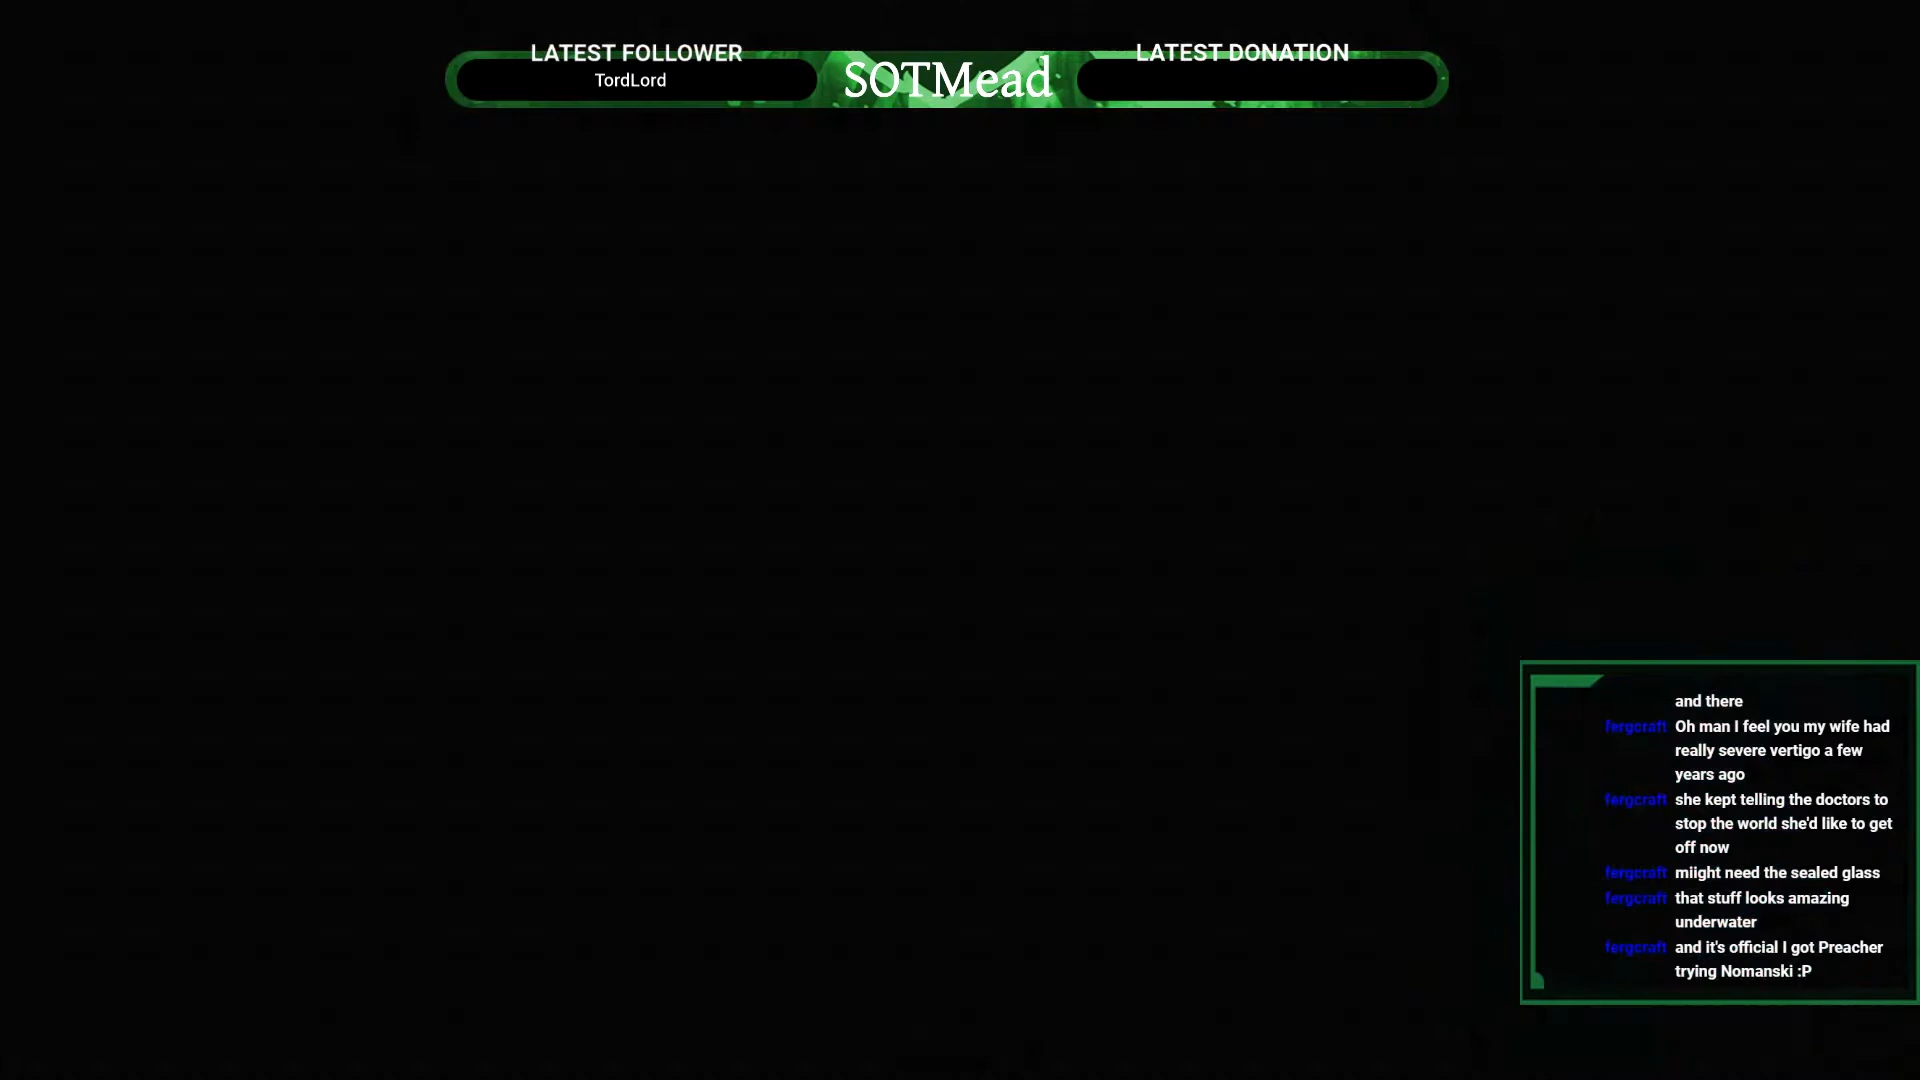 LATEST FOLLOWER
TordLord
SOTMead
LATEST DONATION
and there
fergcraft Oh man I feel you my wife had
really severe vertigo a few
years ago
fergcraft she kept telling the doctors to
stop the world she'd like to get
off now
fergcraft miight need the sealed glass
fergcraft that stuff looks amazing
underwater
fergcraft and it's official I got Preacher
trying Nomanski :P